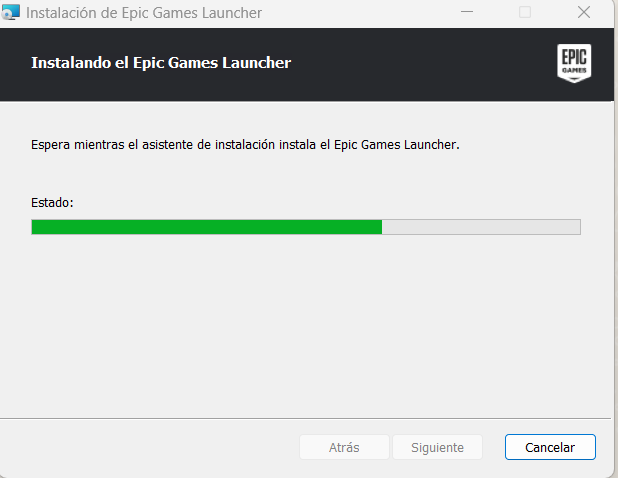 Instalación de Epic Games Launcher
Instalando el Epic Games Launcher
EPIC
GAMES
Espera mientras el asistente de instalación instala el Epic Games Launcher.
Estado:
Atrás
Siguiente
Cancelar